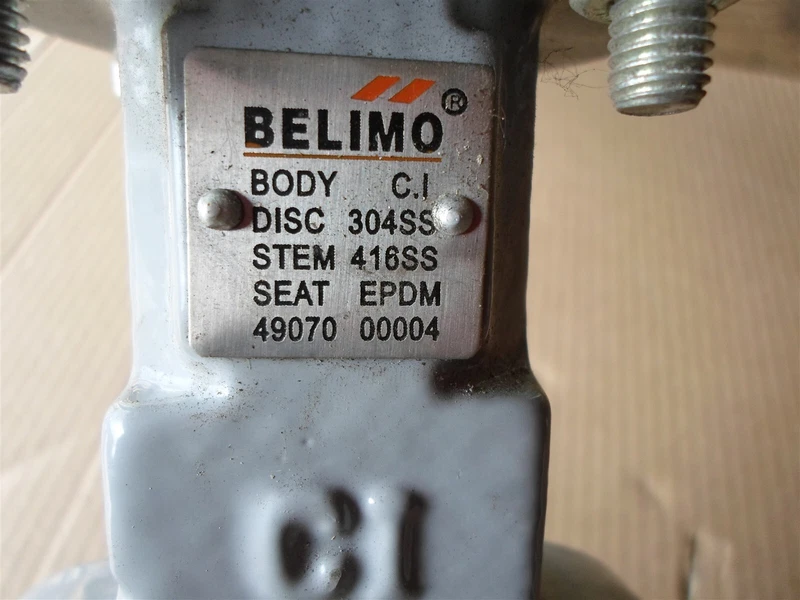 BELIMO®
BODY C.I
DISC 304SS
STEM 416SS
SEAT EPDM
49070 00004
CI